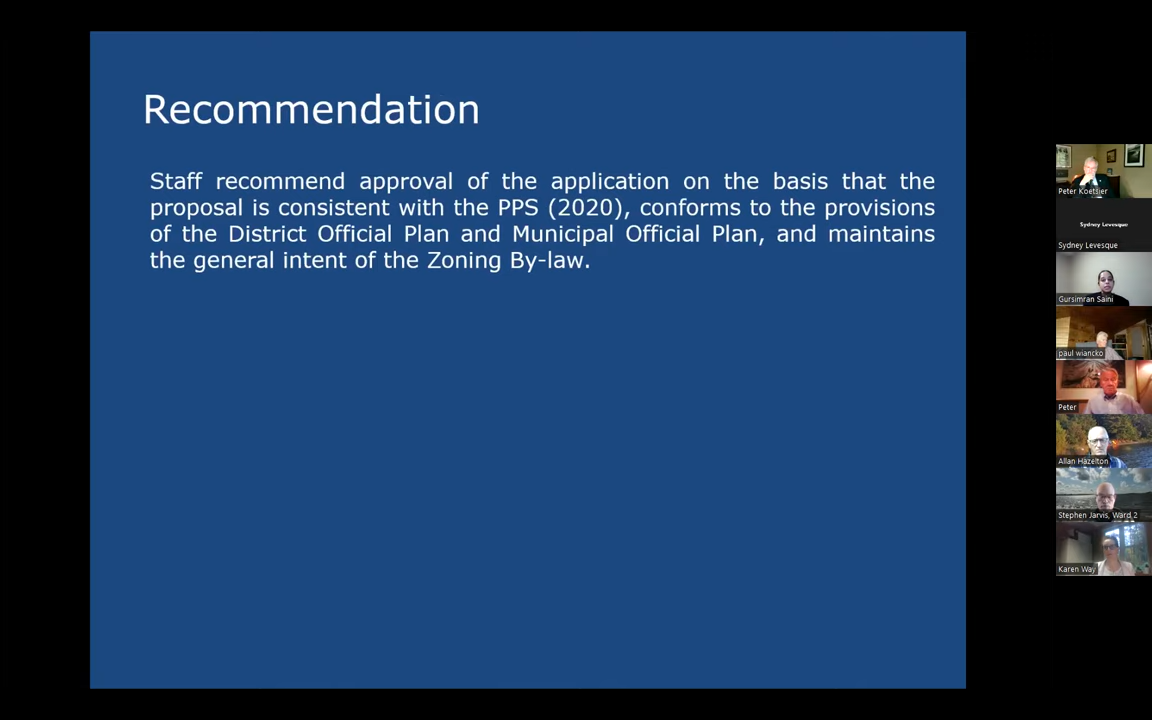 Recommendation
Staff recommend approval of the application on the basis that the
proposal is consistent with the PPS (2020), conforms to the provisions
of the District Official Plan and Municipal Official Plan, and maintains
the general intent of the Zoning By-law.
Peter Koetsier
Sydney Levesque
Sydney Levesque
Gursimran Saini
paul wiancko
Peter
Allan Hazelton
Stephen Jarvis, Ward 2
Karen Way